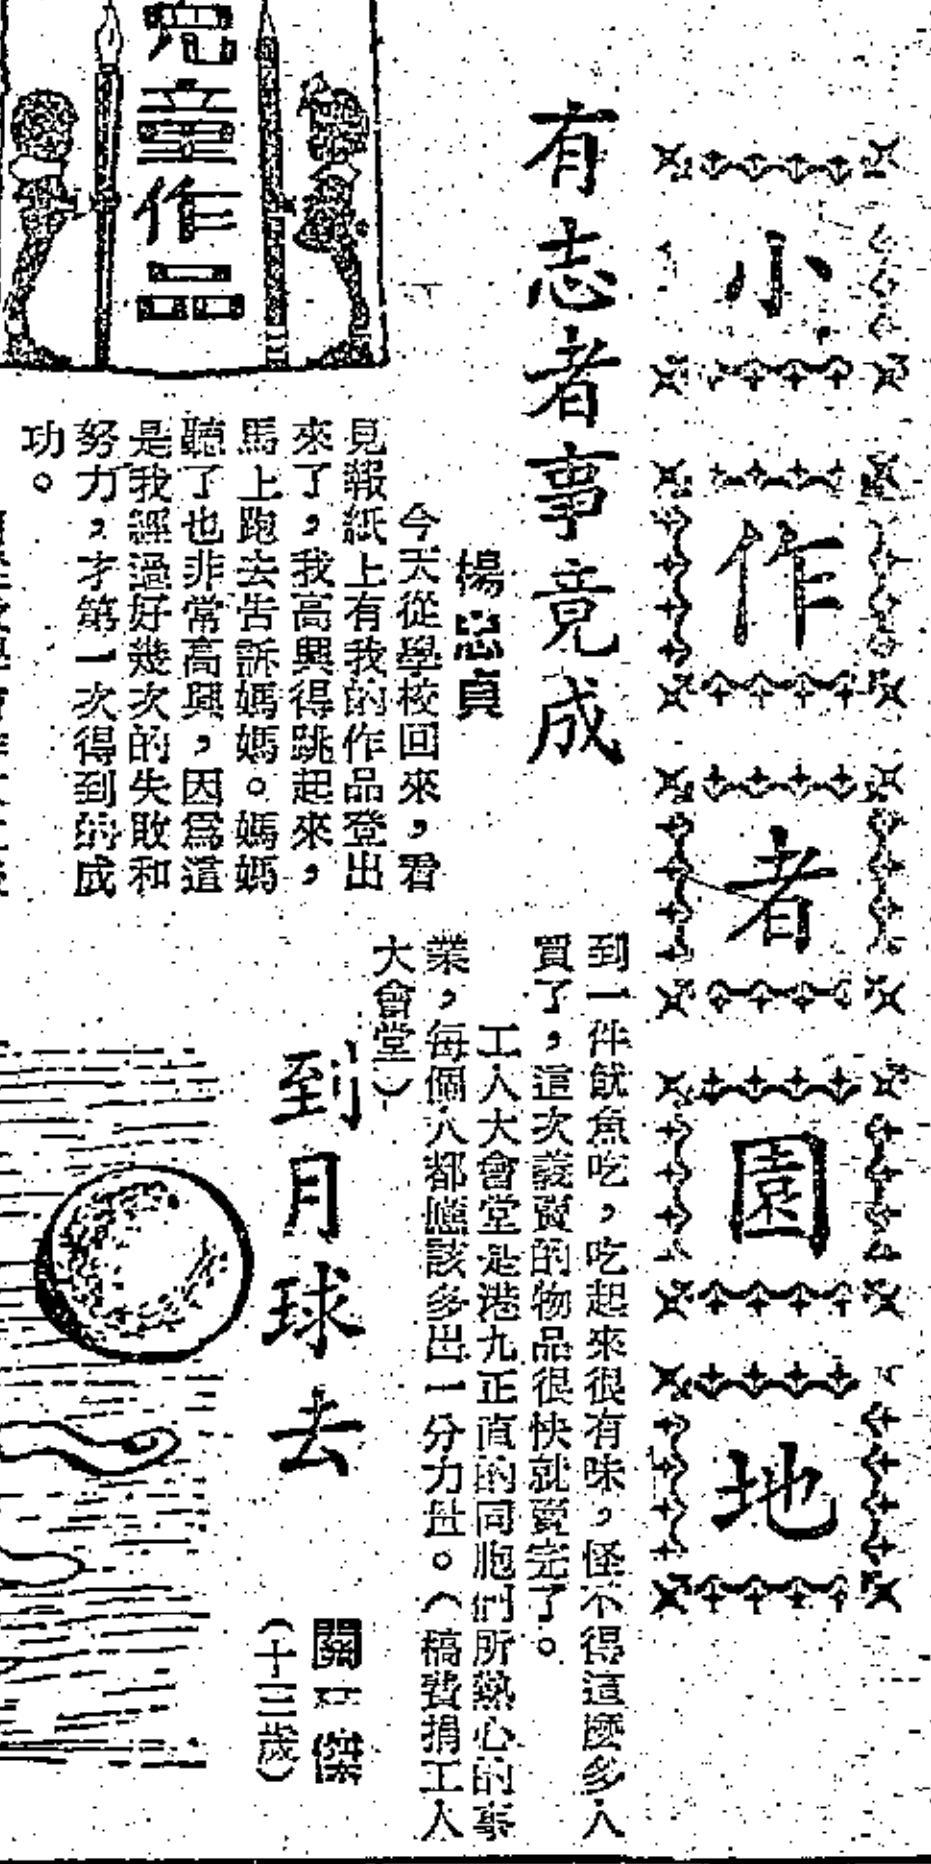 小作者園地
有志者事竟成
楊忠貞
今天從學校回來，看
見報紙上有我的作品登出
來了，我高興得跳起來，
馬上跑去告訴媽媽。媽媽
聽了也非常高興，因爲這
是我經過好幾次的失敗和
努力，才第一次得到的成
功。
兒童作品
到一件魷魚吃，吃起來很有味，怪不得這麼多人
買了，這次義賣的物品很快就賣完了。
工人大會堂是港九正直的同胞們所熱心的事
業，每個人都應該多出一分力量。（稿費捐工人
大會堂）
到月球去
關 傑
（十三歲）